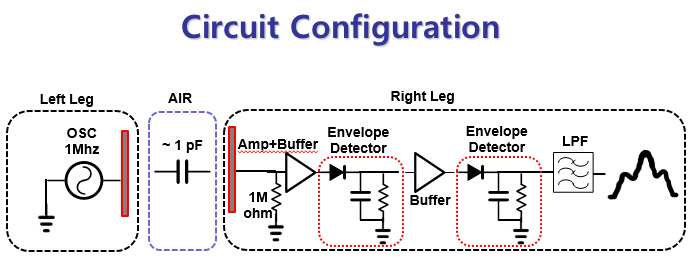 Circuit Configuration
Left Leg
AIR
Right Leg
OSC
1Mhz
~ 1 pF
Amp+Buffer
1M
ohm
Envelope
Detector
Buffer
Envelope
Detector
LPF